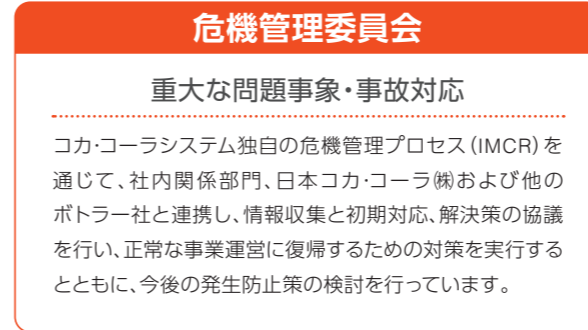 危機管理委員会
重大な問題事象・事故対応
コカ・コーラシステム独自の危機管理プロセス(IMCR)を
通じて、社内関係部門、日本コカ・コーラ㈱および他の
ボトラー社と連携し、情報収集と初期対応、解決策の協議
を行い、正常な事業運営に復帰するための対策を実行する
とともに、今後の発生防止策の検討を行っています。